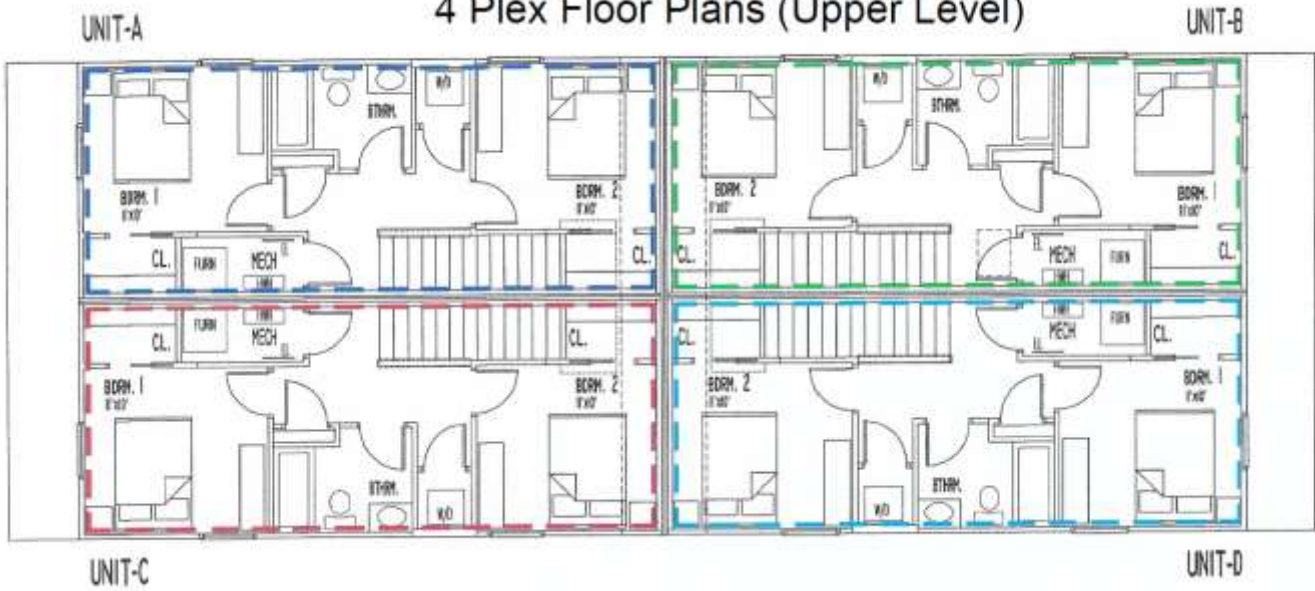 4 Plex Floor Plans (Upper Level)
UNIT-A
UNIT-B
W/D
BTHRM.
W/D
BTHRM.
BDRM. 1
BDRM. 2
BDRM. 2
BDRM. 1
11'x10'
CL.
FURN
MECH
CL.
CL.
MECH
FURN
CL.
FURN
MECH
CL.
CL.
CL.
MECH
FURN
CL.
BDRM. 1
BDRM. 2
BDRM. 2
BDRM. 1
BTHRM.
W/D
W/D
BTHRM.
UNIT-C
UNIT-D